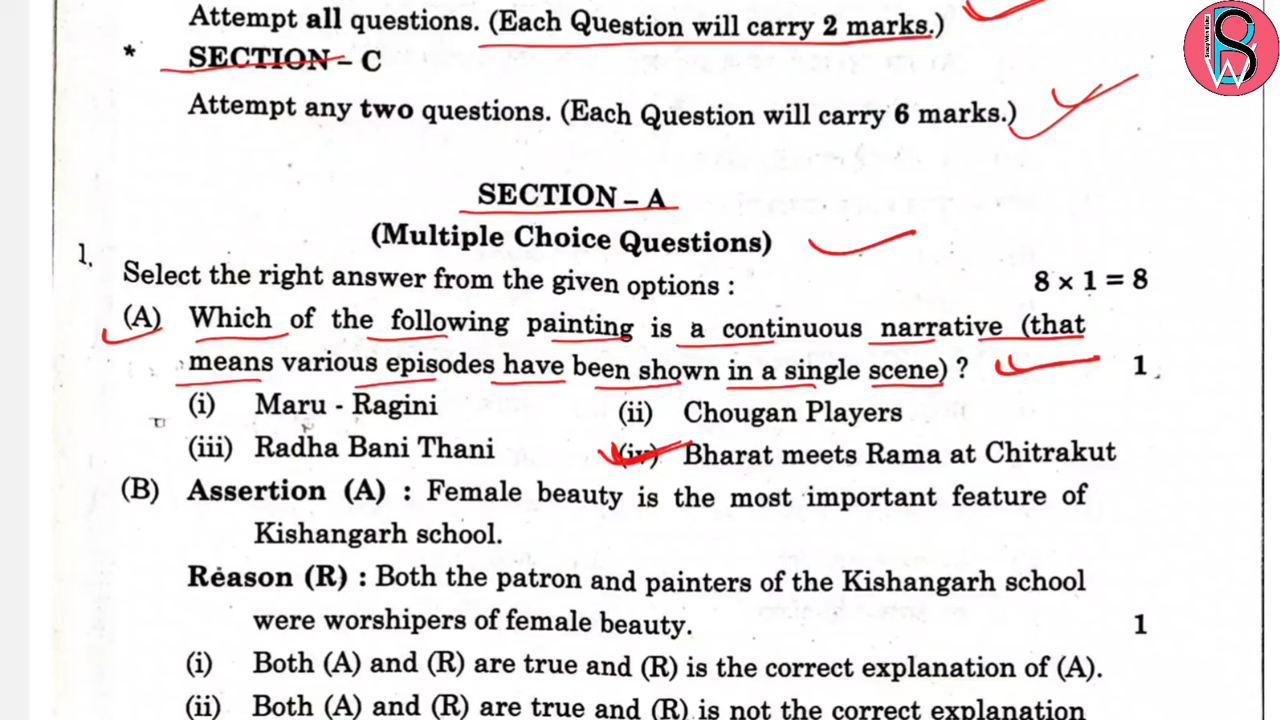 Attempt all questions. (Each Question will carry 2 marks.)
* SECTION – C
Attempt any two questions. (Each Question will carry 6 marks.)
SECTION – A
(Multiple Choice Questions)
1. Select the right answer from the given options : 8 × 1 = 8
(A) Which of the following painting is a continuous narrative (that
means various episodes have been shown in a single scene) ? 1
(i) Maru - Ragini (ii) Chougan Players
(iii) Radha Bani Thani (iv) Bharat meets Rama at Chitrakut
(B) Assertion (A) : Female beauty is the most important feature of
Kishangarh school.
Reason (R) : Both the patron and painters of the Kishangarh school
were worshipers of female beauty. 1
(i) Both (A) and (R) are true and (R) is the correct explanation of (A).
(ii) Both (A) and (R) are true and (R) is not the correct explanation